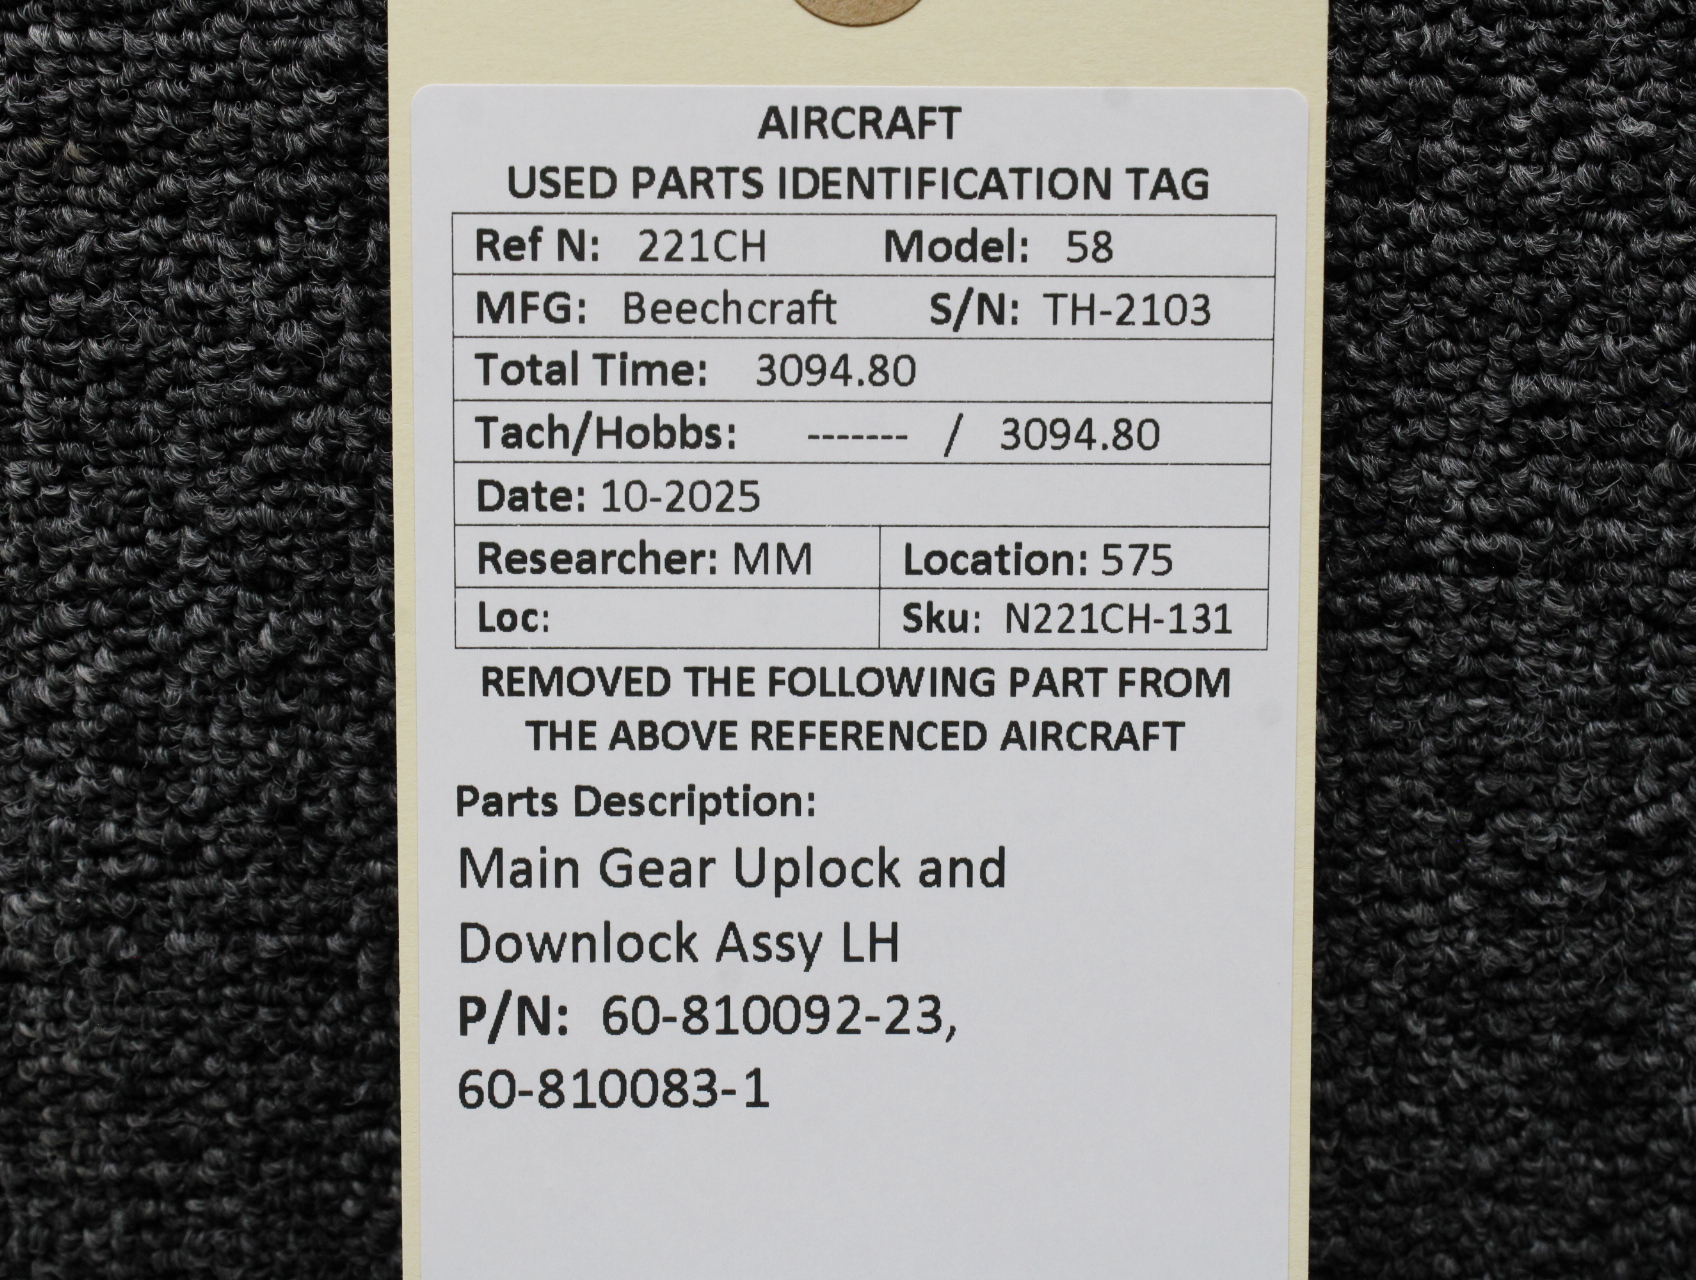 AIRCRAFT
USED PARTS IDENTIFICATION TAG
Ref N: 221CH Model: 58
MFG: Beechcraft S/N: TH-2103
Total Time: 3094.80
Tach/Hobbs: ------- / 3094.80
Date: 10-2025
Researcher: MM Location: 575
Loc: Sku: N221CH-131
REMOVED THE FOLLOWING PART FROM
THE ABOVE REFERENCED AIRCRAFT
Parts Description:
Main Gear Uplock and
Downlock Assy LH
P/N: 60-810092-23,
60-810083-1